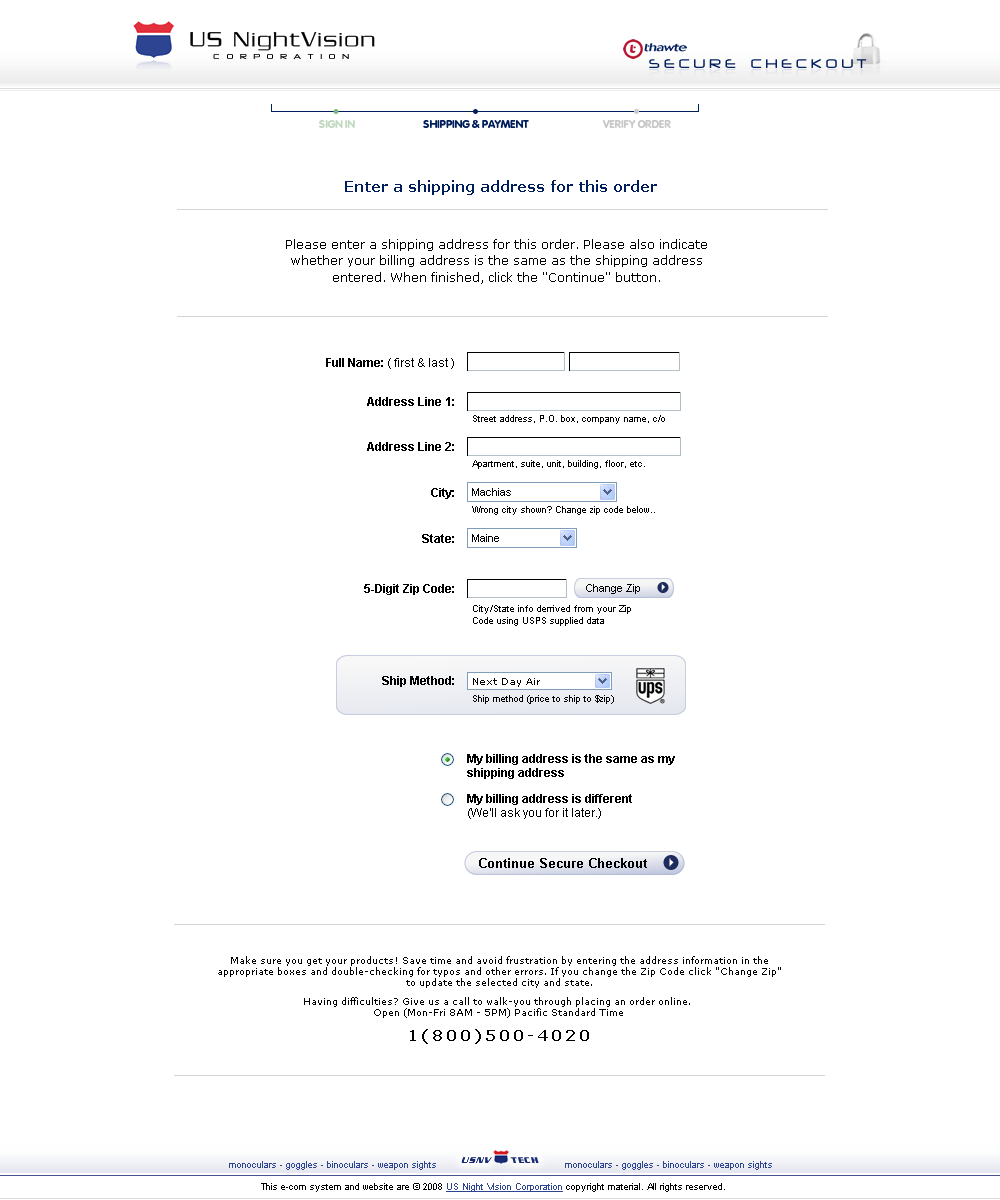 US NightVision
CORPORATION
thawte
SECURE CHECKOUT
SIGN IN
SHIPPING & PAYMENT
VERIFY ORDER
Enter a shipping address for this order
Please enter a shipping address for this order. Please also indicate
whether your billing address is the same as the shipping address
entered. When finished, click the "Continue" button.
Full Name: ( first & last )
Address Line 1:
Street address, P.O. box, company name, c/o
Address Line 2:
Apartment, suite, unit, building, floor, etc.
City: Machias
Wrong city shown? Change zip code below..
State: Maine
5-Digit Zip Code: Change Zip
City/State info derrived from your Zip
Code using USPS supplied data
Ship Method: Next Day Air
ups
Ship method (price to ship to $zip)
My billing address is the same as my
shipping address
My billing address is different
(We'll ask you for it later.)
Continue Secure Checkout
Make sure you get your products! Save time and avoid frustration by entering the address information in the
appropriate boxes and double-checking for typos and other errors. If you change the Zip Code click "Change Zip"
to update the selected city and state.
Having difficulties? Give us a call to walk-you through placing an order online.
Open (Mon-Fri 8AM - 5PM) Pacific Standard Time
1(800)500-4020
monoculars - goggles - binoculars - weapon sights
USNV TECH
monoculars - goggles - binoculars - weapon sights
This e-com system and website are © 2008 US Night Vision Corporation copyright material. All rights reserved.